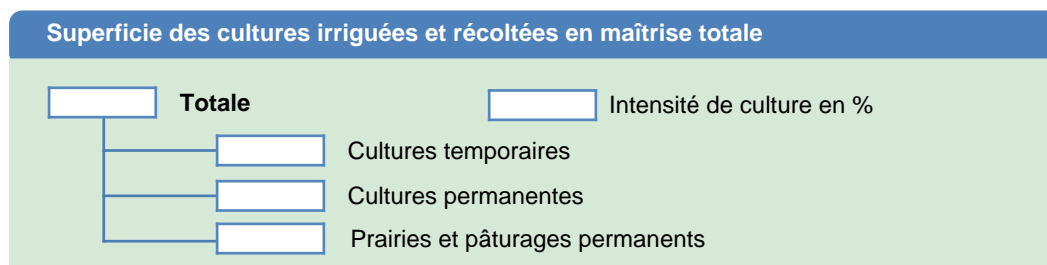 Superficie des cultures irriguées et récoltées en maîtrise totale
Totale Intensité de culture en %
Cultures temporaires
Cultures permanentes
Prairies et pâturages permanents